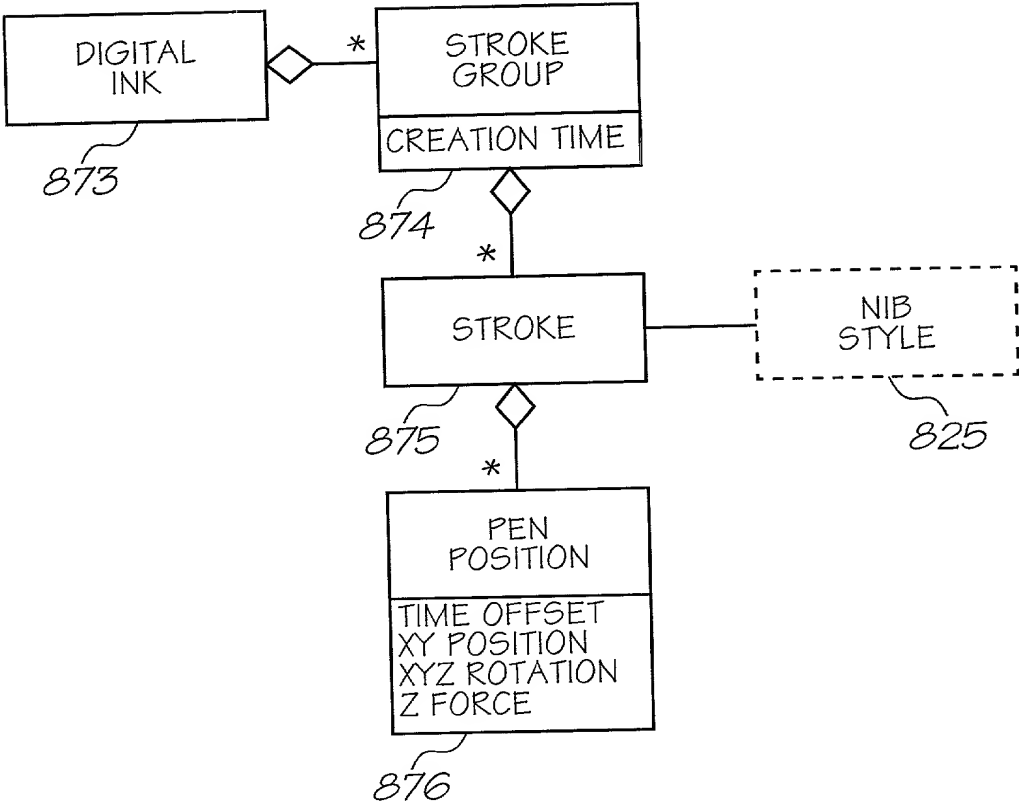 DIGITAL
INK
*
STROKE
GROUP
CREATION TIME
873
874
*
STROKE
NIB
STYLE
875
825
*
PEN
POSITION
TIME OFFSET
XY POSITION
XYZ ROTATION
Z FORCE
876